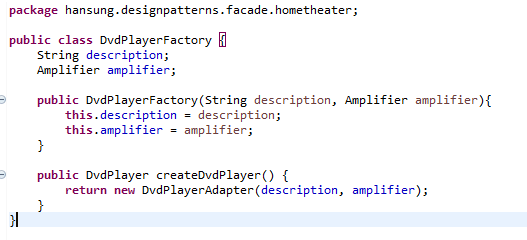 package hansung.designpatterns.facade.hometheater;
public class DvdPlayerFactory {
String description;
Amplifier amplifier;
public DvdPlayerFactory(String description, Amplifier amplifier){
this.description = description;
this.amplifier = amplifier;
}
public DvdPlayer createDvdPlayer() {
return new DvdPlayerAdapter(description, amplifier);
}
}